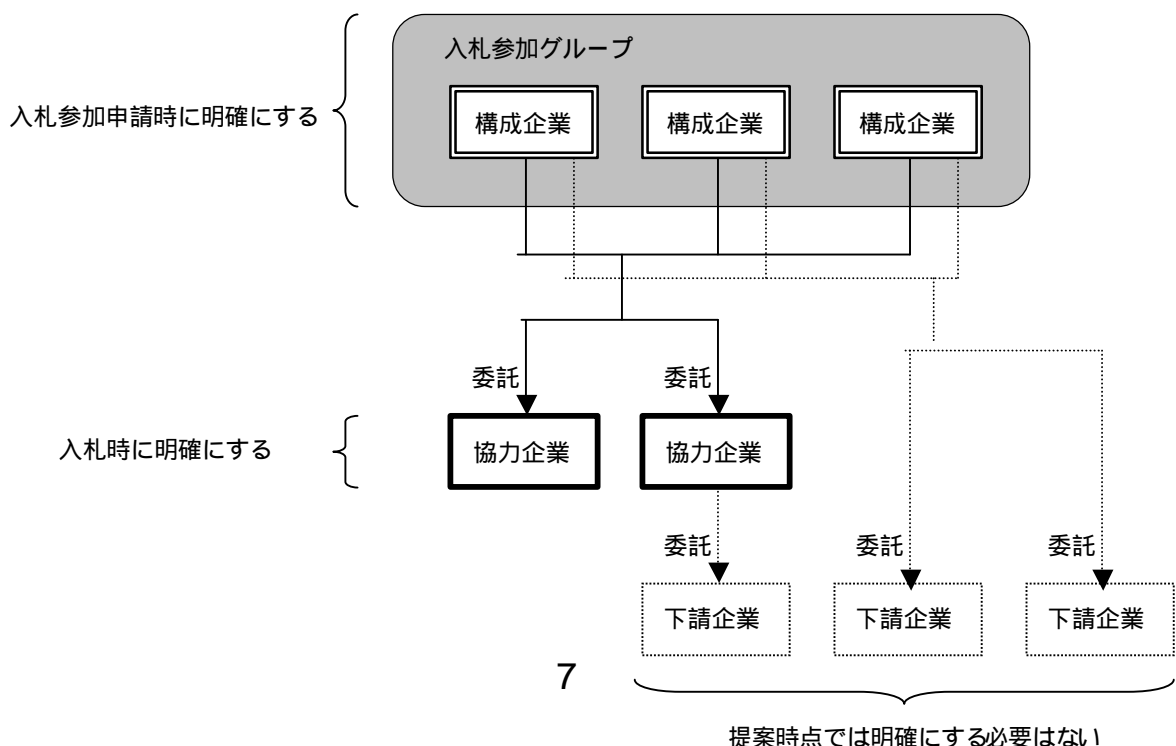 入札参加グループ
入札参加申請時に明確にする
構成企業 構成企業 構成企業
委託 委託
入札時に明確にする
協力企業 協力企業
委託 委託 委託
下請企業 下請企業 下請企業
7
提案時点では明確にする必要はない